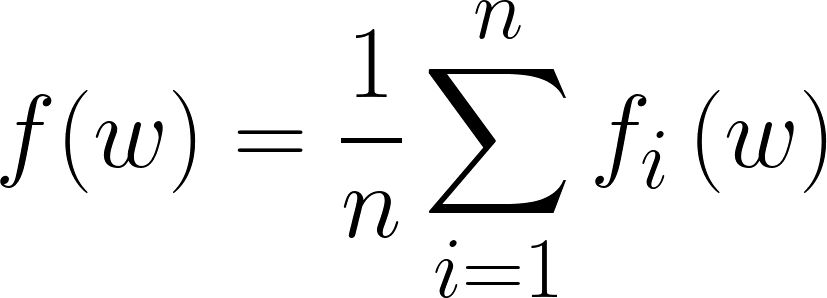 f(w) = \frac{1}{n} \sum_{i=1}^{n} f_i(w)